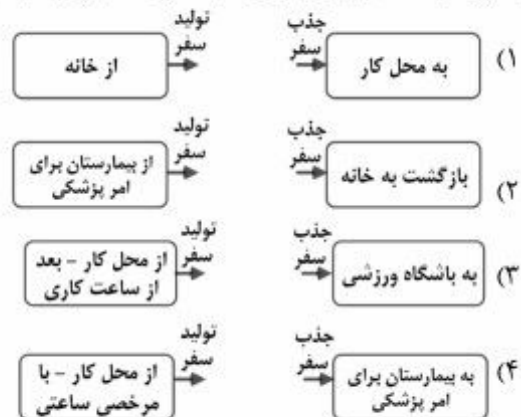 ۱) به محل کار جذب سفر تولید سفر از خانه
۲) بازگشت به خانه جذب سفر تولید سفر از بیمارستان برای
امر پزشکی
۳) به باشگاه ورزشی جذب سفر تولید سفر از محل کار - بعد
از ساعت کاری
۴) به بیمارستان برای
امر پزشکی جذب سفر تولید سفر از محل کار - با
مرخصی ساعتی